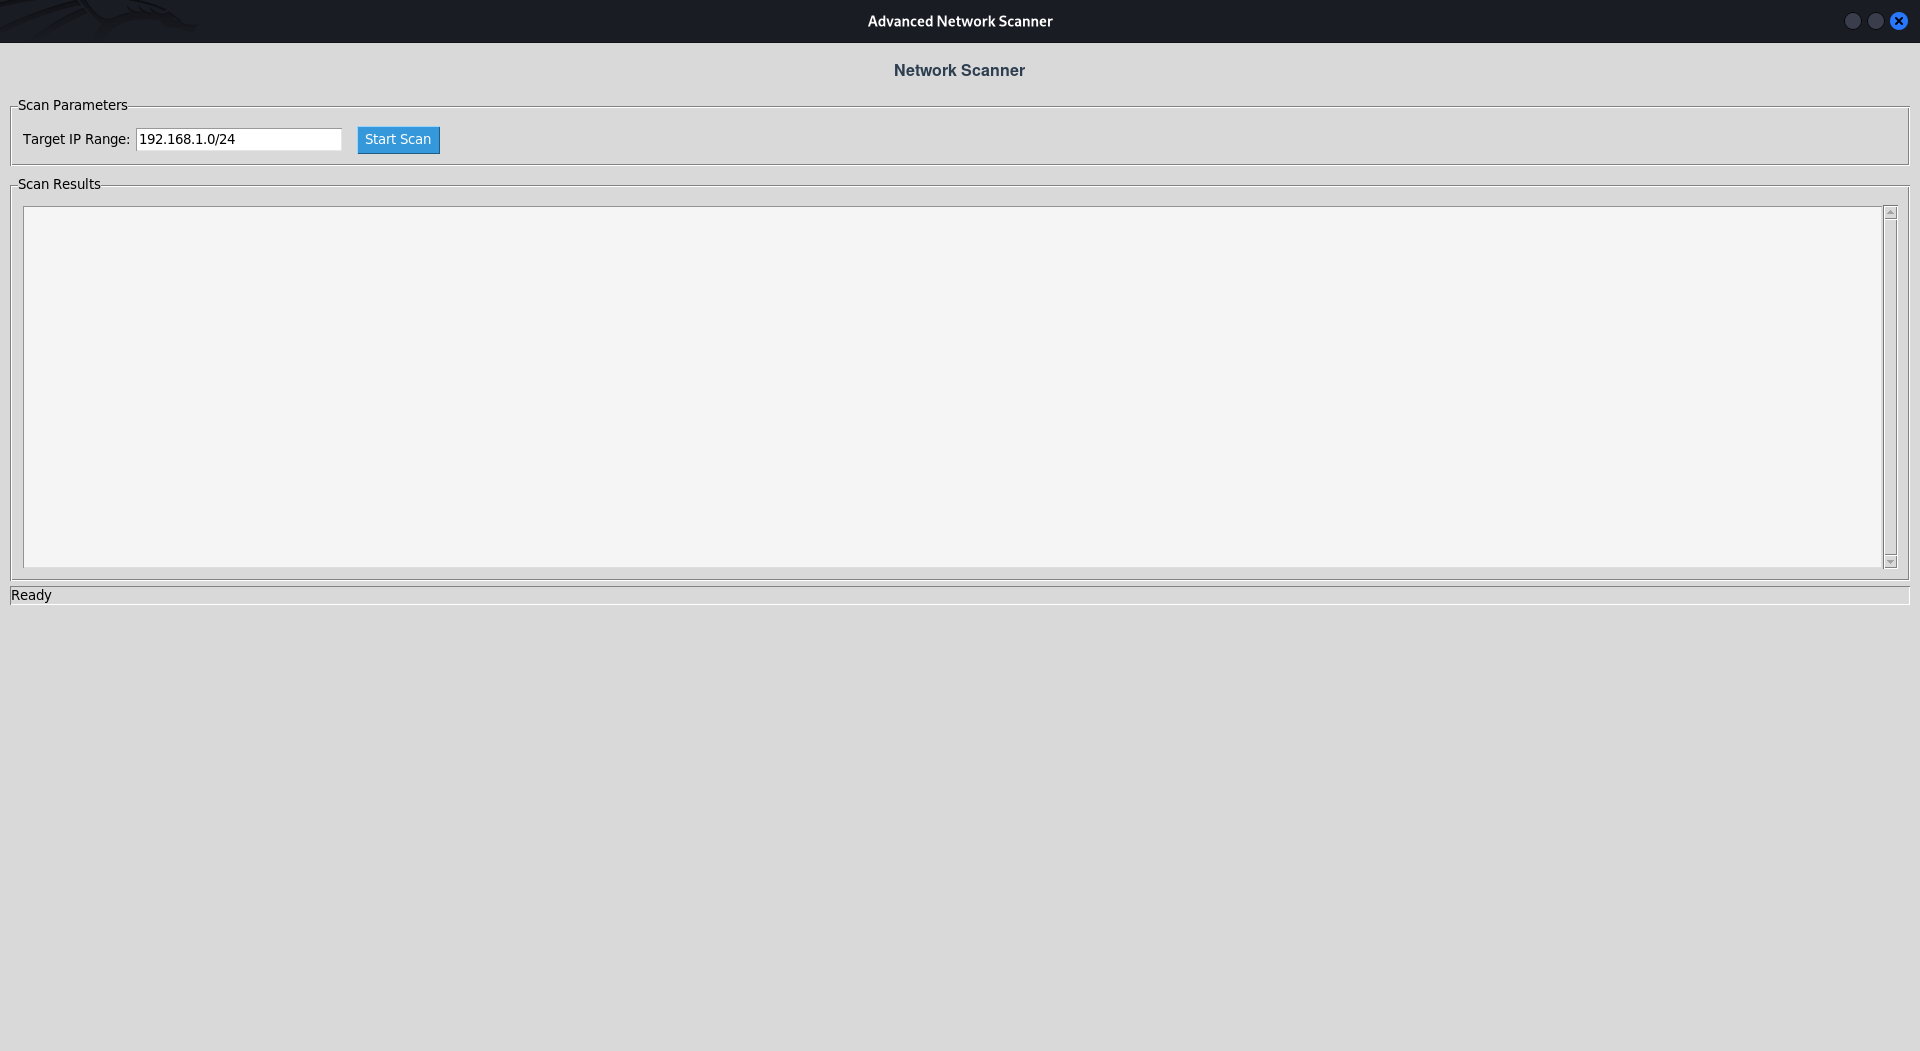 Advanced Network Scanner
Network Scanner
Scan Parameters
Target IP Range: 192.168.1.0/24 Start Scan
Scan Results
Ready